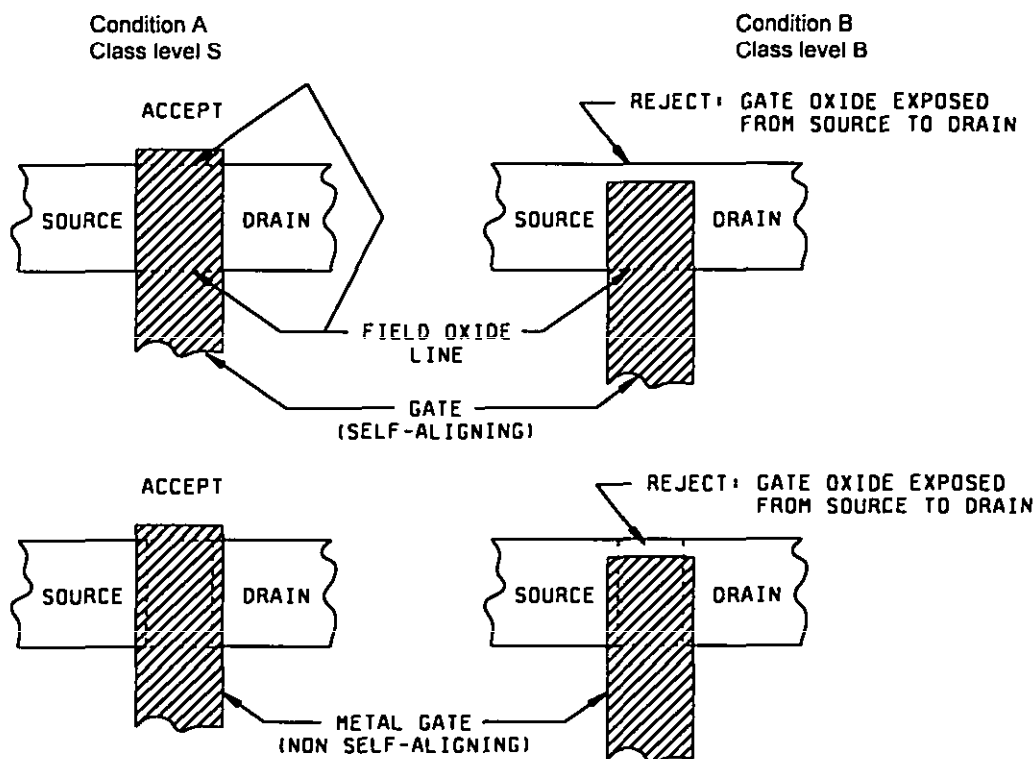 Condition A
Class level S
Condition B
Class level B
ACCEPT
REJECT: GATE OXIDE EXPOSED
FROM SOURCE TO DRAIN
SOURCE
DRAIN
SOURCE
DRAIN
FIELD OXIDE
LINE
GATE
(SELF-ALIGNING)
ACCEPT
REJECT: GATE OXIDE EXPOSED
FROM SOURCE TO DRAIN
SOURCE
DRAIN
SOURCE
DRAIN
METAL GATE
(NON SELF-ALIGNING)